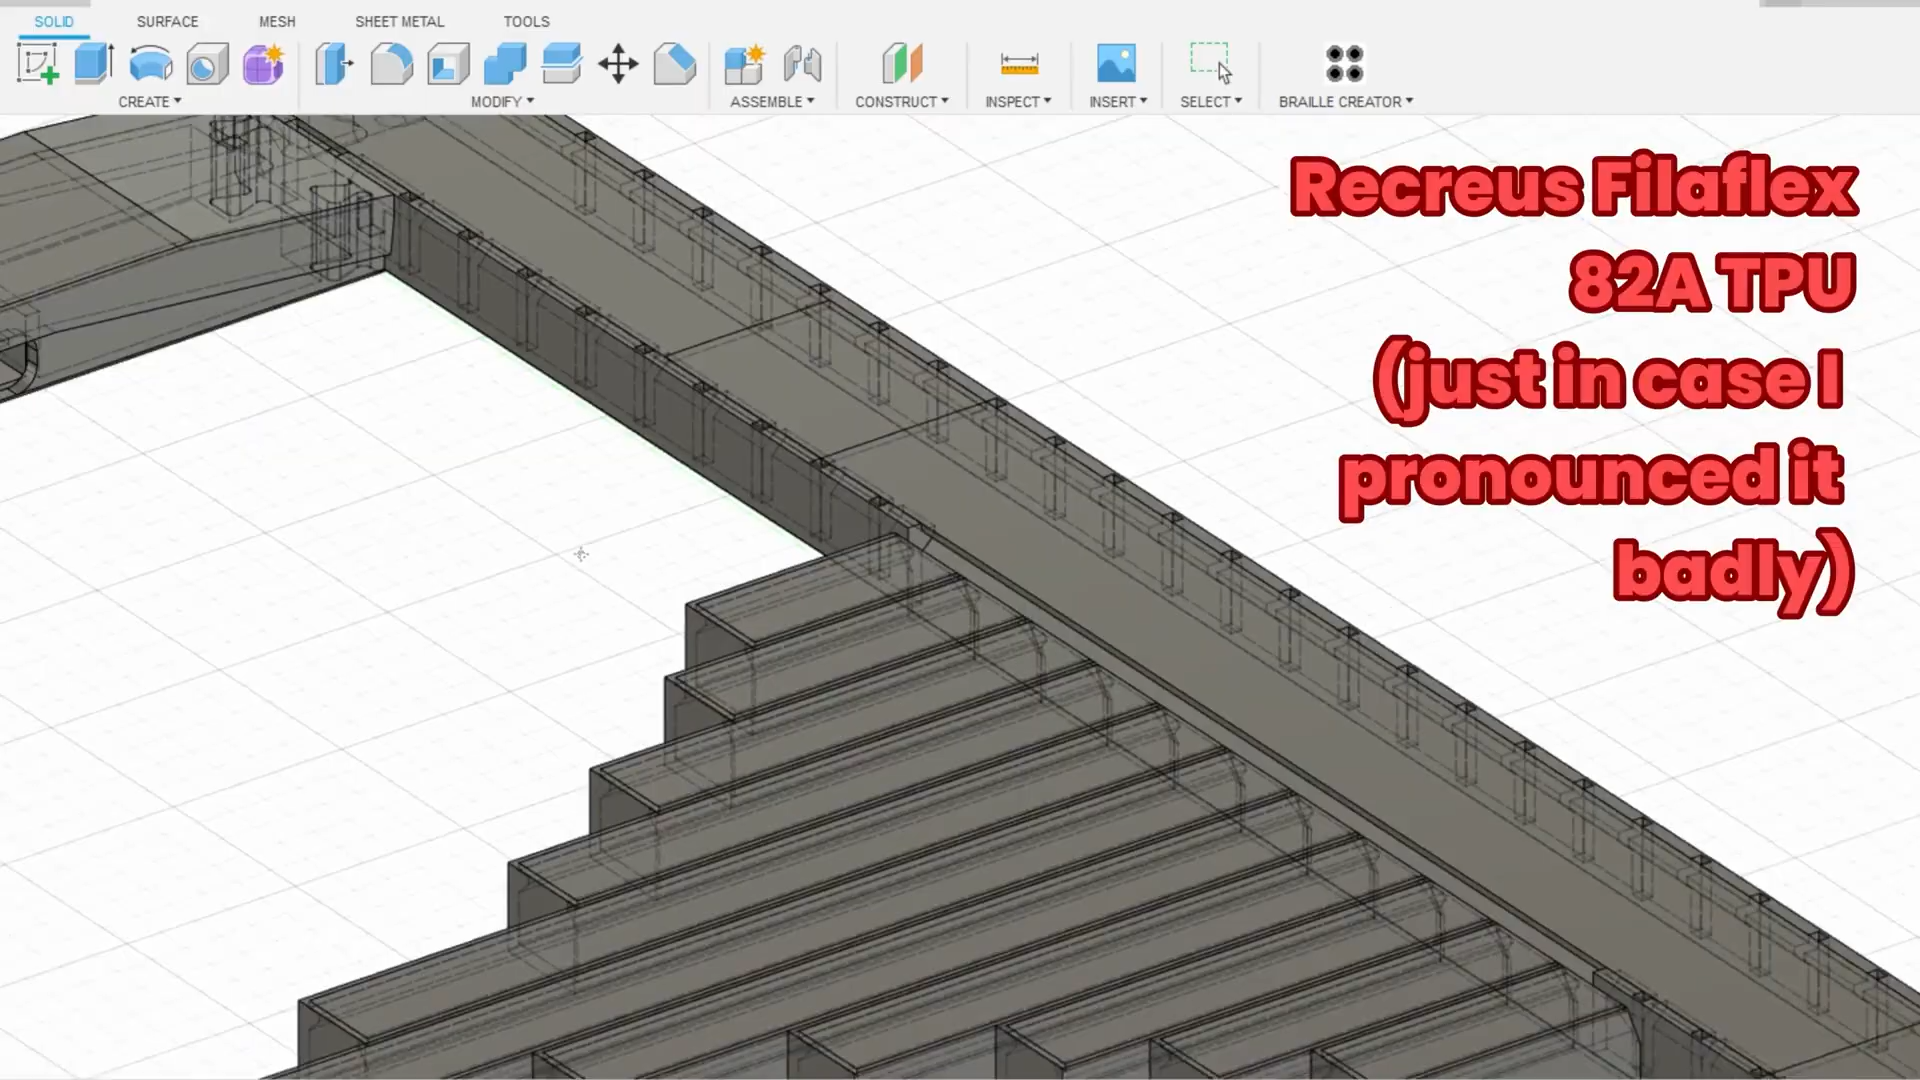 SOLID SURFACE MESH SHEET METAL TOOLS
CREATE MODIFY ASSEMBLE CONSTRUCT INSPECT INSERT SELECT BRAILLE CREATOR
Recreus Filaflex
82A TPU
(just in case I
pronounced it
badly)